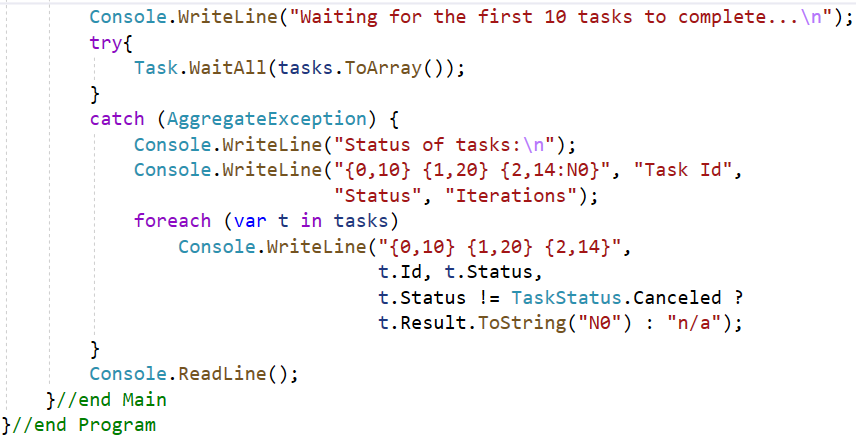 Console.WriteLine("Waiting for the first 10 tasks to complete...\n");
try{
Task.WaitAll(tasks.ToArray());
}
catch (AggregateException) {
Console.WriteLine("Status of tasks:\n");
Console.WriteLine("{0,10} {1,20} {2,14:N0}", "Task Id",
"Status", "Iterations");
foreach (var t in tasks)
Console.WriteLine("{0,10} {1,20} {2,14}",
t.Id, t.Status,
t.Status != TaskStatus.Canceled ?
t.Result.ToString("N0") : "n/a");
}
Console.ReadLine();
}//end Main
}//end Program